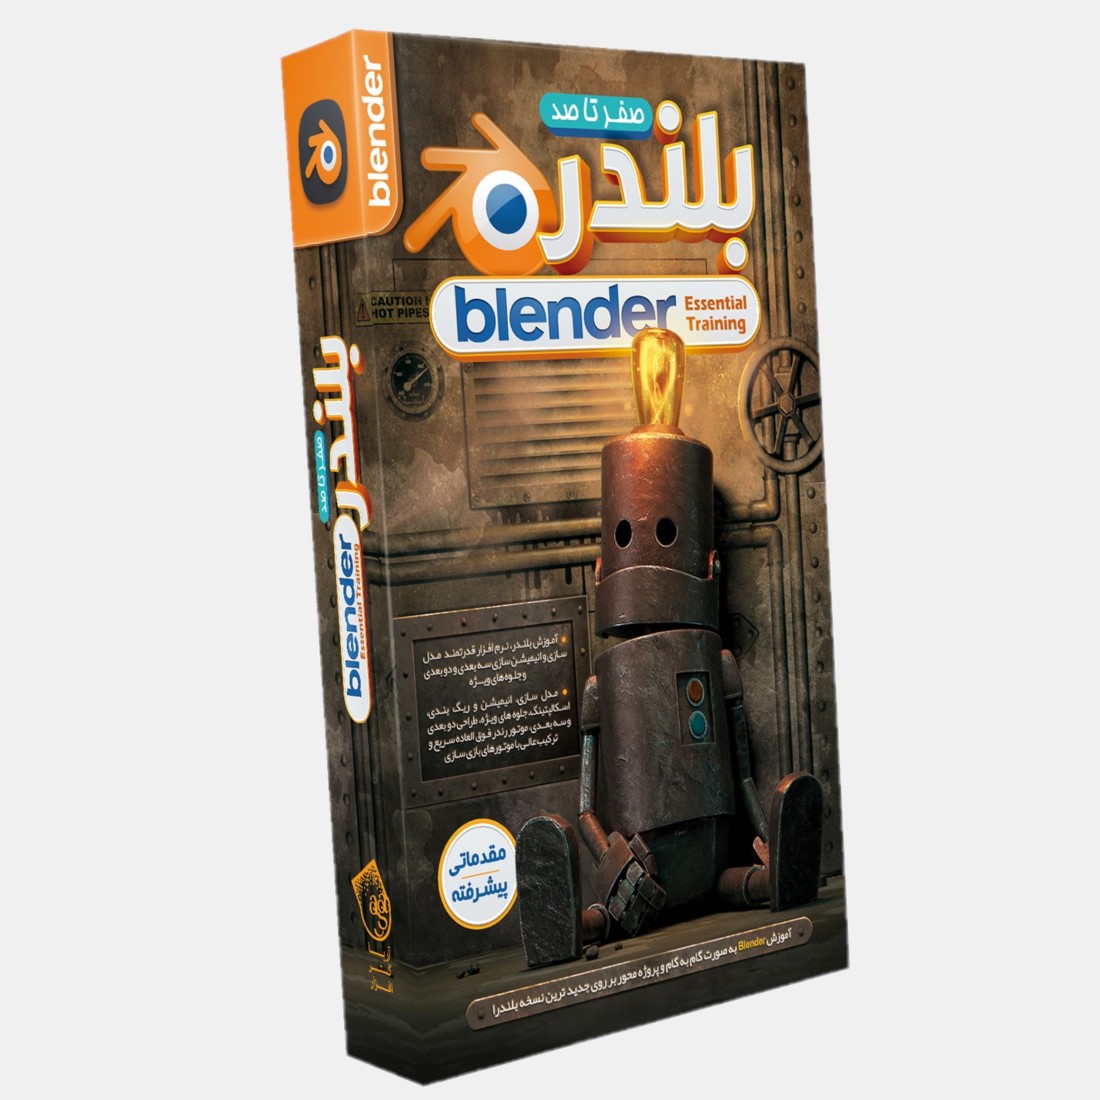 صفر تا صد
بلندر
blender
Essential
Training
CAUTION !
HOT PIPES
آموزش بلندر، نرم افزار قدرتمند مدل
سازی و انیمیشن سازی سه بعدی و دو بعدی
و جلوه های ویــژه
مدل سازی، انیمیشن و ریگ بندی،
اسکالپتینگ، جلوه های ویژه، طراحی دو بعدی
و سه بعدی، موتور رندر فوق العاده سریع و
ترکیب عالی با موتورهای بازی سازی
مقدماتی
پیشرفته
آموزش Blender به صورت گام به گام و پروژه محور بر روی جدید ترین نسخه بلندرا
blender
بلندر
صفر تا صد
blender
Essential Training